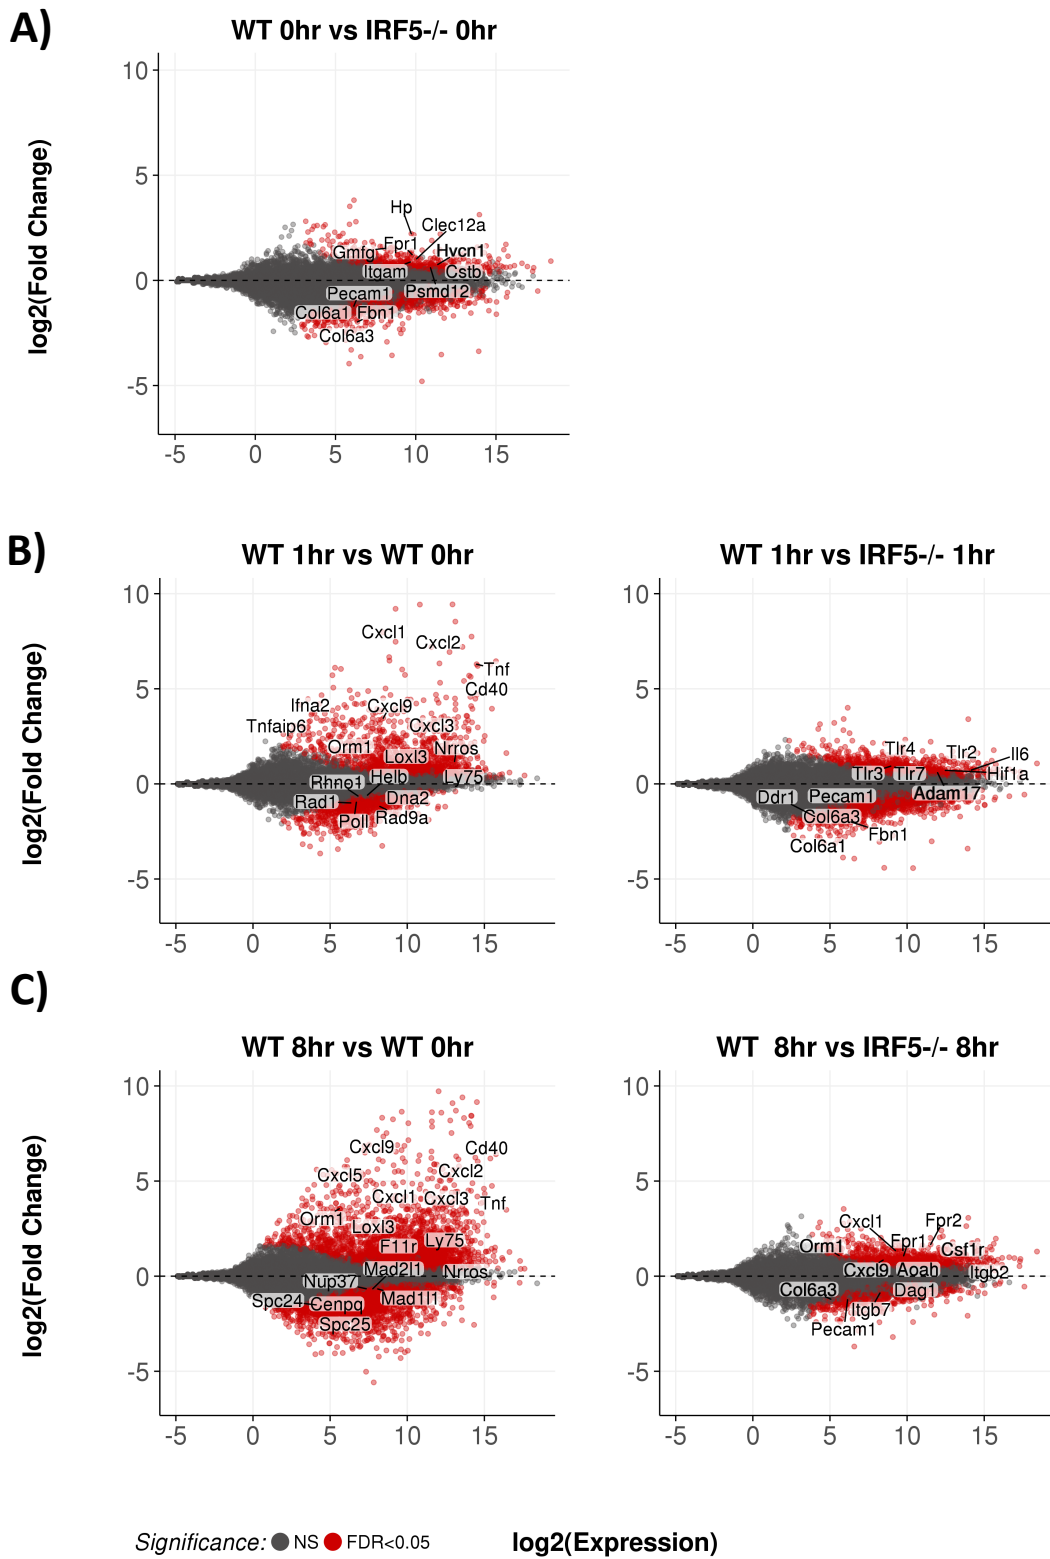 A)
WT 0hr vs IRF5-/- 0hr
log2(Fold Change)
10
5
0
-5
Hp
Clec12a
Fpr1
Gmfg
Hvcn1
Itgam
Cstb
Pecam1
Psmd12
Col6a1
Fbn1
Col6a3
-5 0 5 10 15
B)
WT 1hr vs WT 0hr
log2(Fold Change)
10
5
0
-5
Cxcl1
Cxcl2
Tnf
Cd40
Ifna2
Cxcl9
Tnfaip6
Cxcl3
Orm1
Nrros
Loxl3
Rhno1
Helb
Ly75
Rad1
Dna2
Poll
Rad9a
-5 0 5 10 15
WT 1hr vs IRF5-/- 1hr
10
5
0
-5
Tlr4
Tlr2
Il6
Tlr3
Tlr7
Hif1a
Ddr1
Pecam1
Adam17
Col6a3
Fbn1
Col6a1
-5 0 5 10 15
C)
WT 8hr vs WT 0hr
log2(Fold Change)
10
5
0
-5
Cxcl9
Cd40
Cxcl5
Cxcl2
Cxcl1
Cxcl3
Tnf
Orm1
Loxl3
Ly75
F11r
Mad2l1
Nrros
Nup37
Spc24
Cenpq
Mad1l1
Spc25
-5 0 5 10 15
WT  8hr vs IRF5-/- 8hr
10
5
0
-5
Cxcl1
Fpr2
Orm1
Fpr1
Csf1r
Cxcl9
Aoah
Itgb2
Col6a3
Dag1
Itgb7
Pecam1
-5 0 5 10 15
Significance: NS FDR<0.05
log2(Expression)